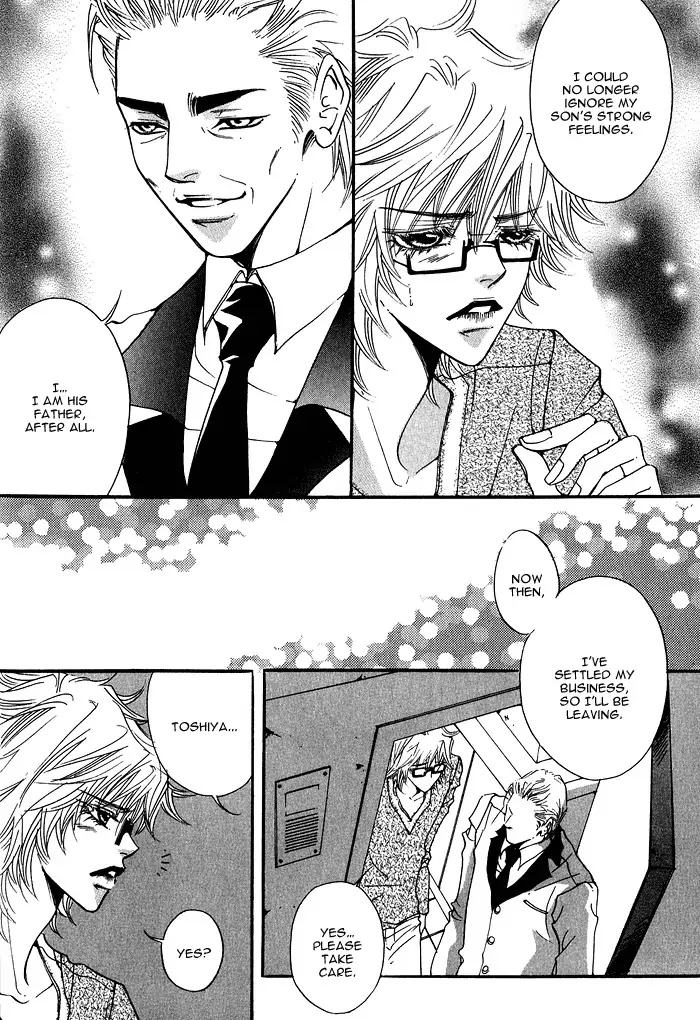 I COULD
NO LONGER
IGNORE MY
SON'S STRONG
FEELINGS.
I...
I AM HIS
FATHER,
AFTER ALL.
NOW
THEN,
I'VE
SETTLED MY
BUSINESS,
SO I'LL BE
LEAVING.
YES...
PLEASE
TAKE
CARE.
TOSHIYA...
YES?